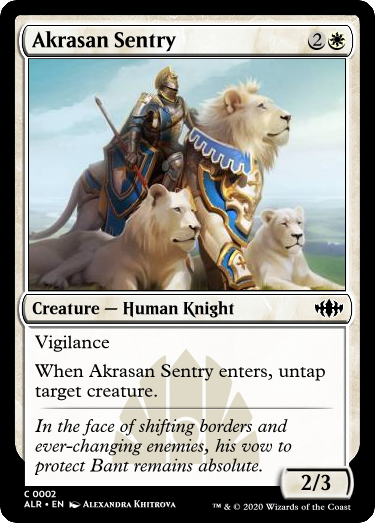 Akrasan Sentry 2
Creature — Human Knight
Vigilance
When Akrasan Sentry enters, untap
target creature.
In the face of shifting borders and
ever-changing enemies, his vow to
protect Bant remains absolute.
2/3
C 0002
ALR • EN Alexandra Khitrova
™ & © 2020 Wizards of the Coast